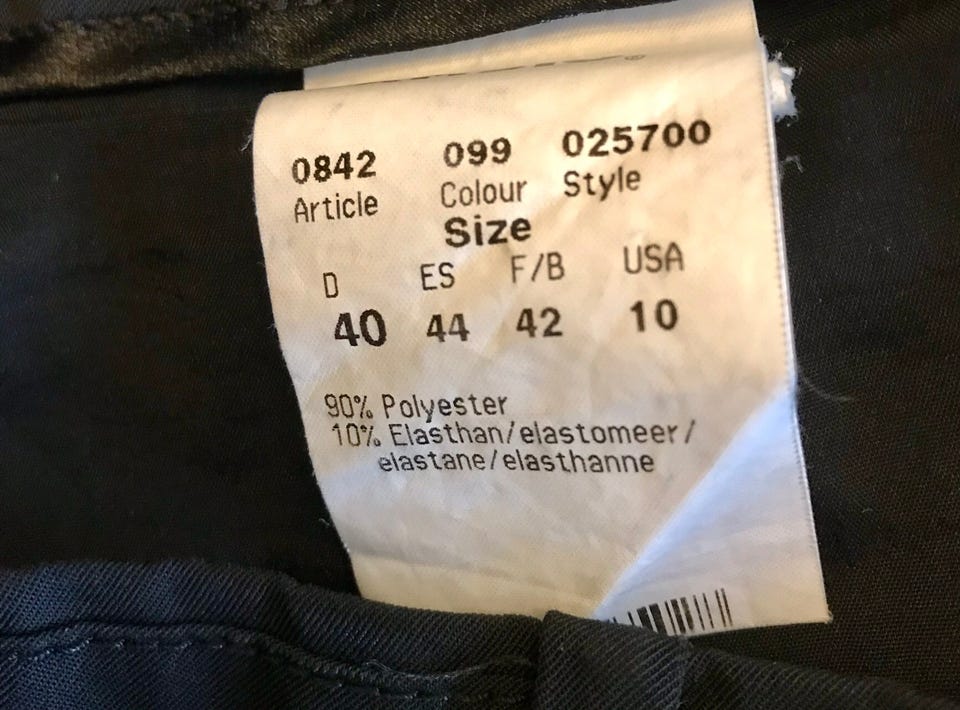 0842 099 025700
Article Colour Style
Size
D ES F/B USA
40 44 42 10
90% Polyester
10% Elasthan/elastomeer/
elastane/elasthanne